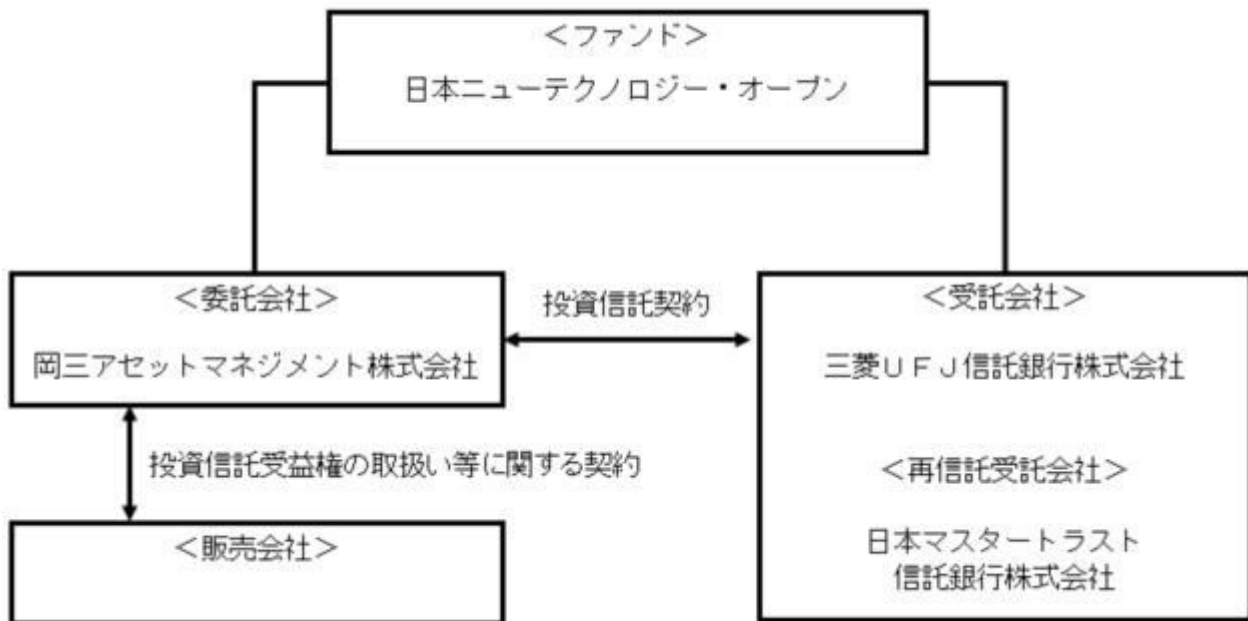 ＜ファンド＞
日本ニューテクノロジー・オープン
＜委託会社＞
岡三アセットマネジメント株式会社
投資信託契約
＜受託会社＞
三菱ＵＦＪ信託銀行株式会社
投資信託受益権の取扱い等に関する契約
＜再信託受託会社＞
日本マスタートラスト
信託銀行株式会社
＜販売会社＞